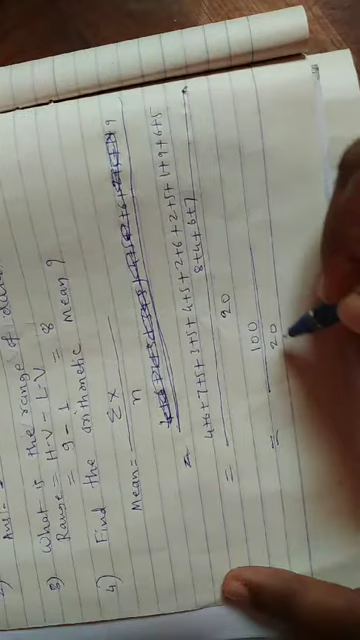 3) What is the range of
Range = H.V - L.V
= 9 - 1 = 8
4) Find the arithmetic mean 9
Mean = Σx
n
4+6+7+5+3+5+4+5+2+6+2+5+1+9+6+5
8+4+6+7
=
20
= 100
20